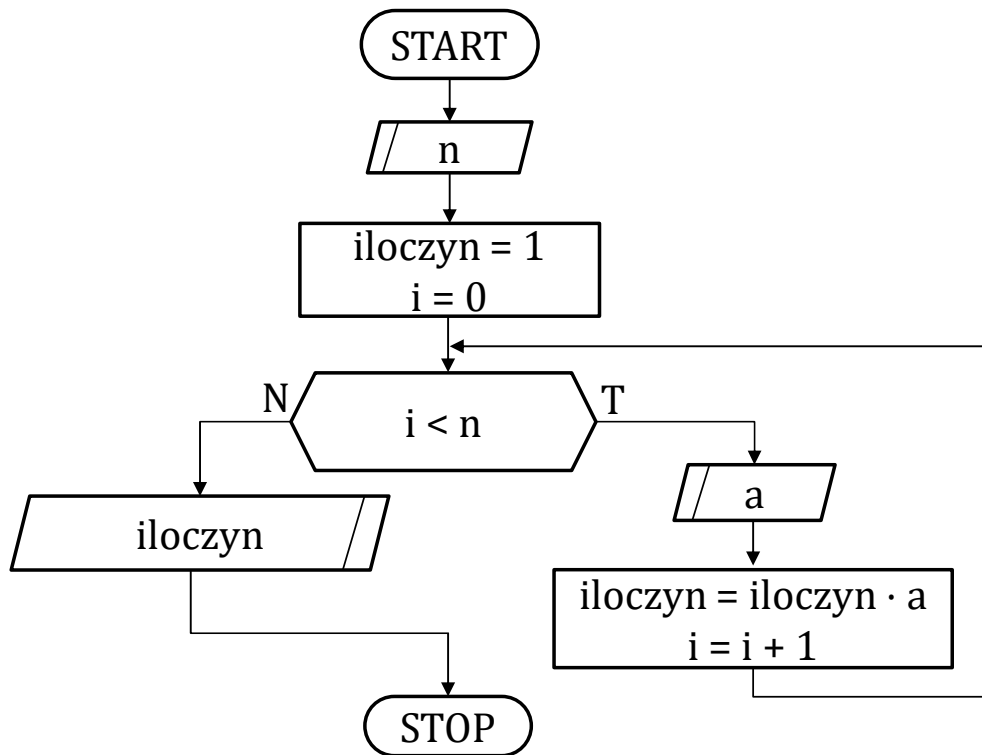 START
n
iloczyn = 1
i = 0
N
i < n
T
a
iloczyn
iloczyn = iloczyn · a
i = i + 1
STOP